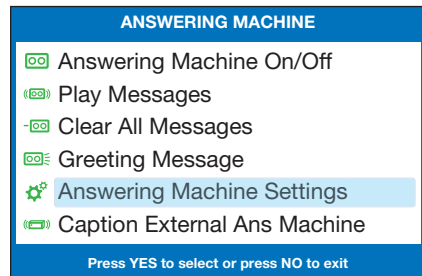 ANSWERING MACHINE
Answering Machine On/Off
Play Messages
Clear All Messages
Greeting Message
Answering Machine Settings
Caption External Ans Machine
Press YES to select or press NO to exit